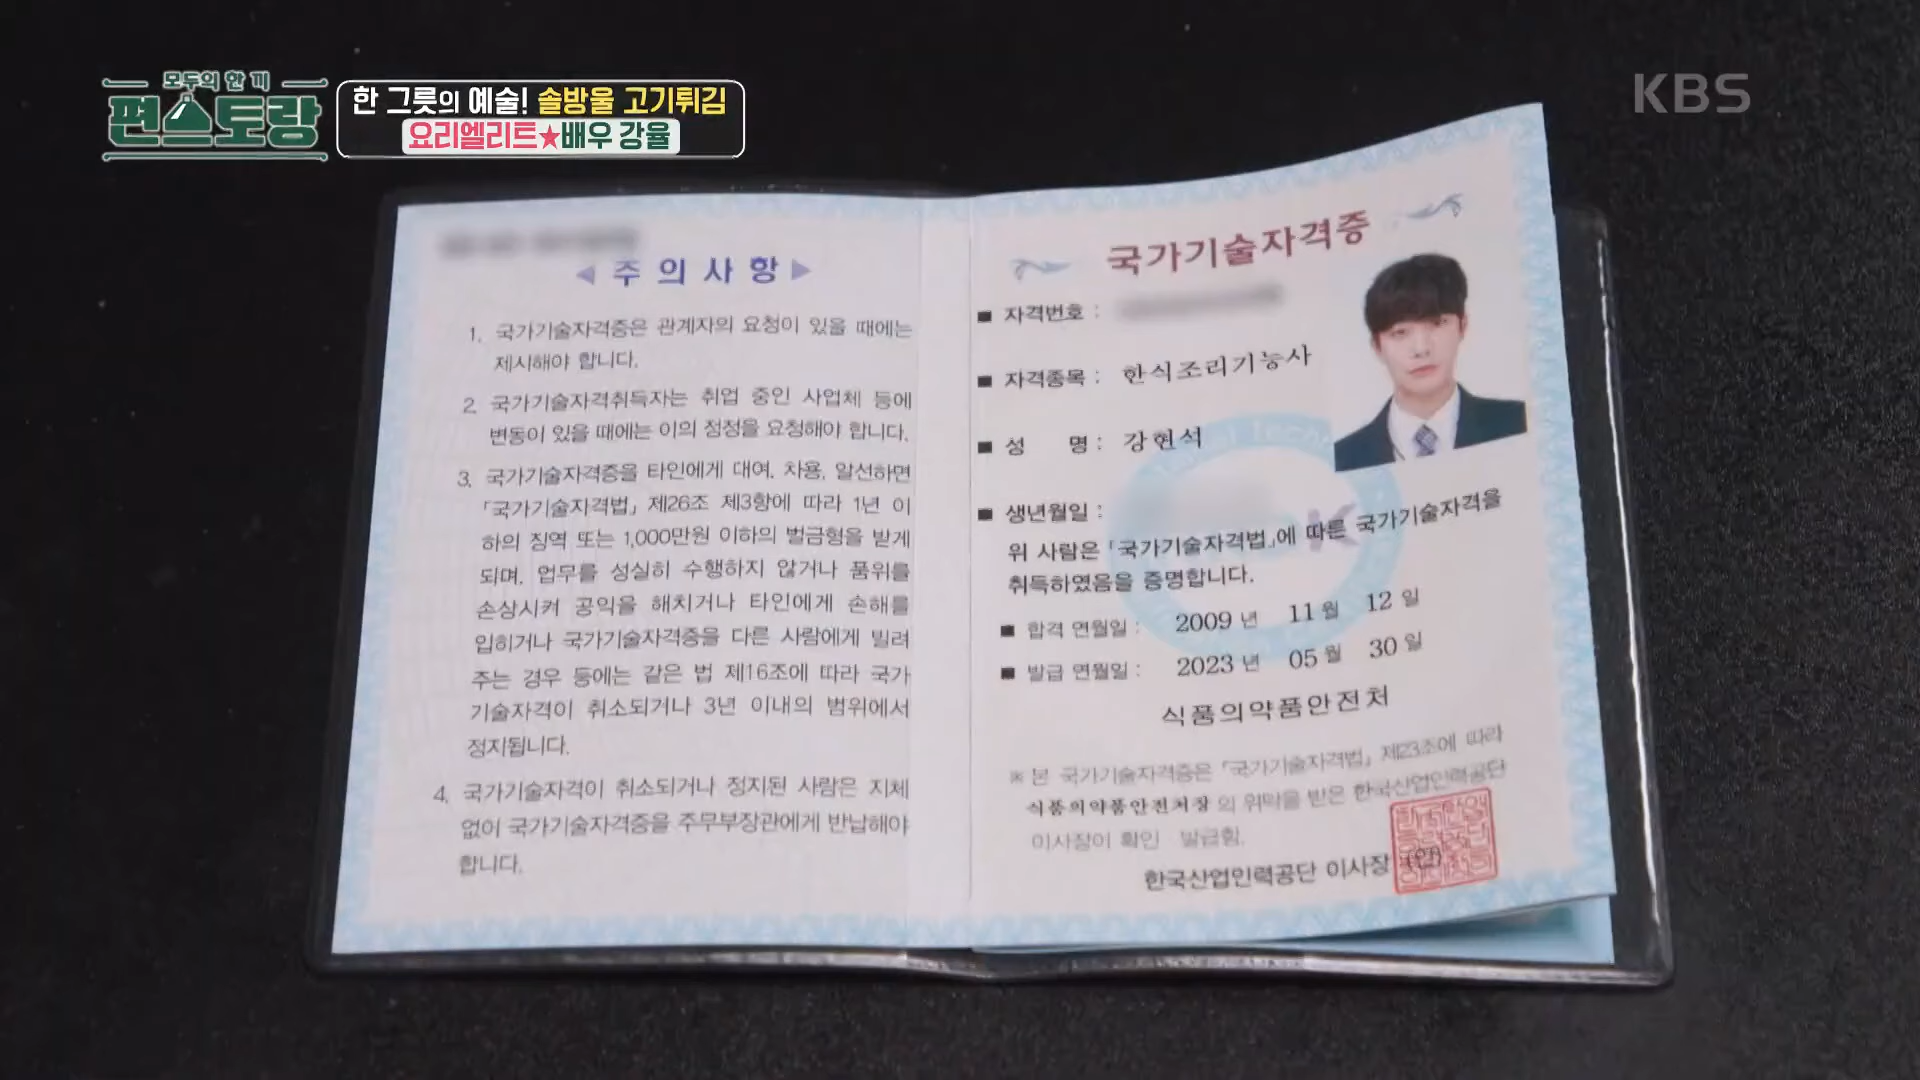 모두의 한 끼
편스토랑
한 그릇의 예술! 솔방울 고기튀김
요리엘리트★배우 강율
KBS
◀ 주의사항 ▶
1. 국가기술자격증은 관계자의 요청이 있을 때에는
제시해야 합니다.
2. 국가기술자격취득자는 취업 중인 사업체 등에
변동이 있을 때에는 이의 정정을 요청해야 합니다.
3. 국가기술자격증을 타인에게 대여, 차용, 알선하면
「국가기술자격법」 제26조 제3항에 따라 1년 이
하의 징역 또는 1,000만원 이하의 벌금형을 받게
되며, 업무를 성실히 수행하지 않거나 품위를
손상시켜 공익을 해치거나 타인에게 손해를
입히거나 국가기술자격증을 다른 사람에게 빌려
주는 경우 등에는 같은 법 제16조에 따라 국가
기술자격이 취소되거나 3년 이내의 범위에서
정지됩니다.
4. 국가기술자격이 취소되거나 정지된 사람은 지체
없이 국가기술자격증을 주무부장관에게 반납해야
합니다.
국가기술자격증
■ 자격번호 :
■ 자격종목 : 한식조리기능사
■ 성 명 : 강현석
■ 생년월일 :
위 사람은 「국가기술자격법」에 따른 국가기술자격을
취득하였음을 증명합니다.
■ 합격 연월일 : 2009 년 11 월 12 일
■ 발급 연월일 : 2023 년 05 월 30 일
식품의약품안전처
※ 본 국가기술자격증은 「국가기술자격법」 제23조에 따라
식품의약품안전처장 의 위탁을 받은 한국산업인력공단
이사장이 확인 발급함.
한국산업인력공단 이사장 (인)